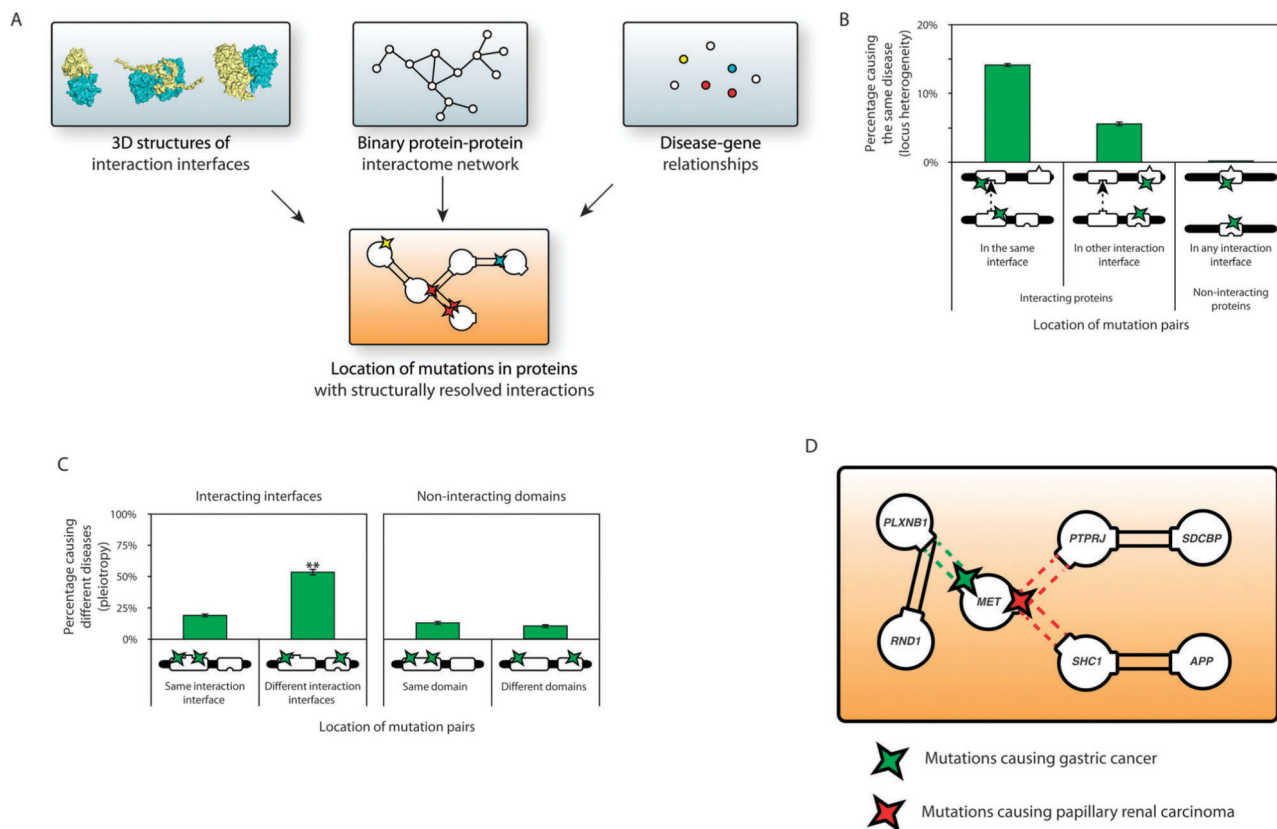 A
3D structures of
interaction interfaces
Binary protein-protein
interactome network
Disease-gene
relationships
Location of mutations in proteins
with structurally resolved interactions
B
Percentage causing
the same disease
(locus heterogeneity)
20%
10%
0%
In the same
interface
In other interaction
interface
In any interaction
interface
Interacting proteins
Non-interacting
proteins
Location of mutation pairs
C
Interacting interfaces
Non-interacting domains
Percentage causing
different diseases
(pleiotropy)
100%
75%
50%
25%
0%
**
Same interaction
interface
Different interaction
interfaces
Same domain
Different domains
Location of mutation pairs
D
PLXNB1
RND1
MET
PTPRJ
SDCBP
SHC1
APP
Mutations causing gastric cancer
Mutations causing papillary renal carcinoma